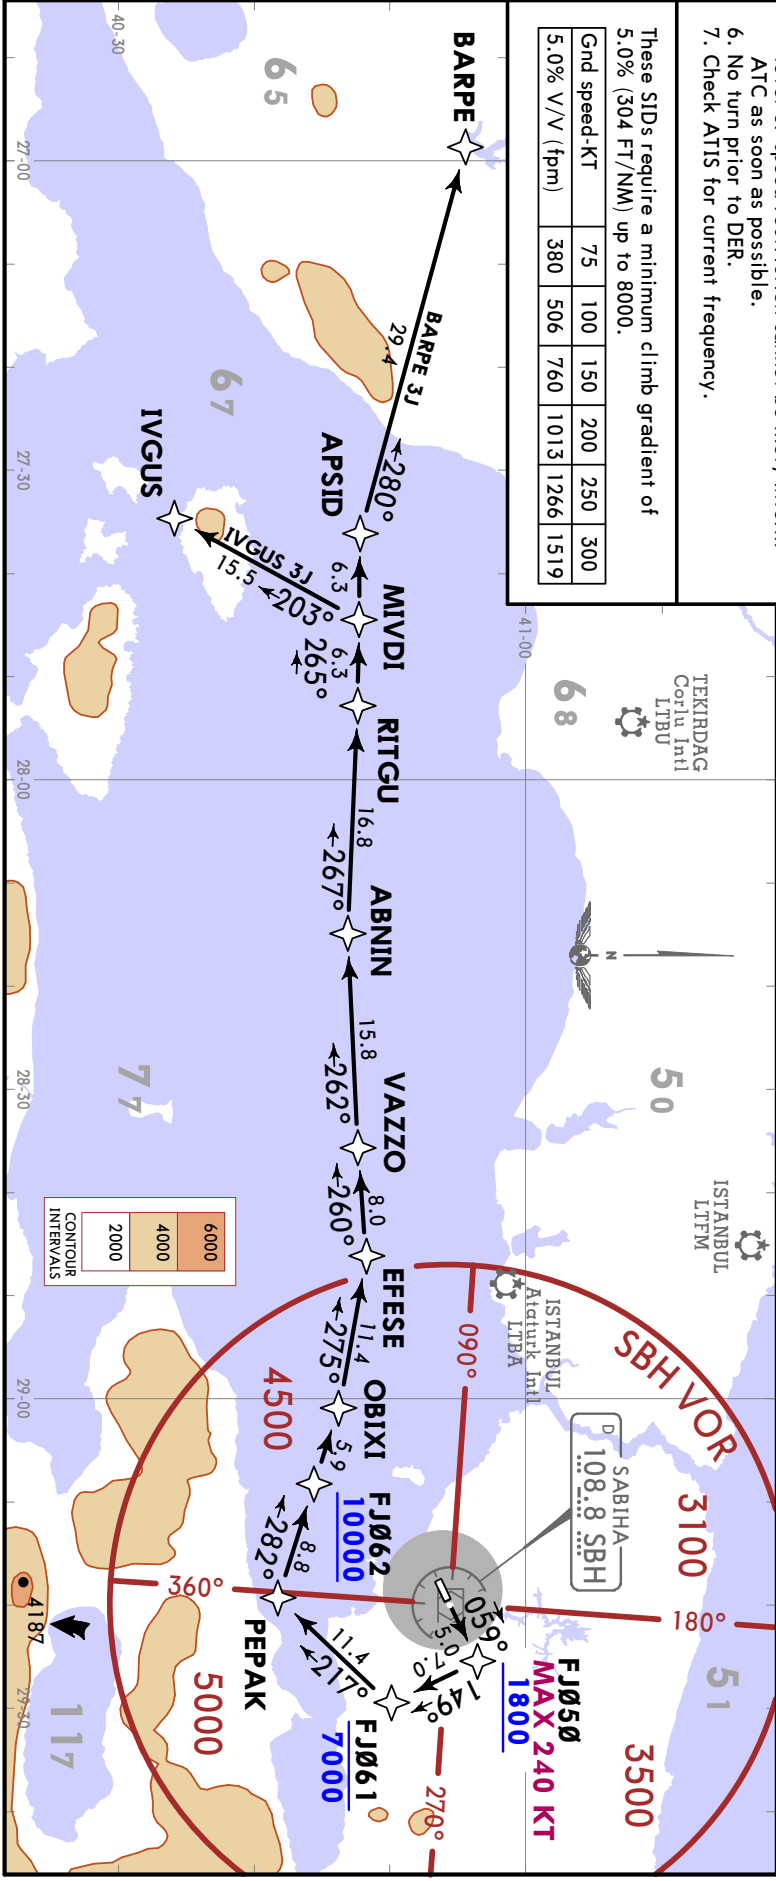 ATC as soon as possible.
6. No turn prior to DER.
7. Check ATIS for current frequency.
These SIDs require a minimum climb gradient of
5.0% (304 FT/NM) up to 8000.
Gnd speed-KT 75 100 150 200 250 300
5.0% V/V (fpm) 380 506 760 1013 1266 1519
TEKIRDAG
Corlu Intl
LTBU
ISTANBUL
LTFM
ISTANBUL
Ataturk Intl
LTBA
SBH VOR
SABIHA
D 108.8 SBH
N
41-00
40-30
27-00
27-30
28-00
28-30
29-00
29-30
65
67
68
50
77
51
117
3100
3500
4500
5000
090°
180°
270°
360°
BARPE
BARPE 3J
29.4
280°
APSID
6.3
MIVDI
6.3
265°
IVGUS
IVGUS 3J
15.5
203°
RITGU
16.8
267°
ABNIN
15.8
262°
VAZZO
8.0
260°
EFESE
11.4
275°
OBIXI
5.9
FJØ62
10000
8.8
282°
PEPAK
11.4
217°
FJØ61
7000
7.0
149°
5.0
059°
FJØ5Ø
MAX 240 KT
1800
4187
6000
4000
2000
CONTOUR
INTERVALS